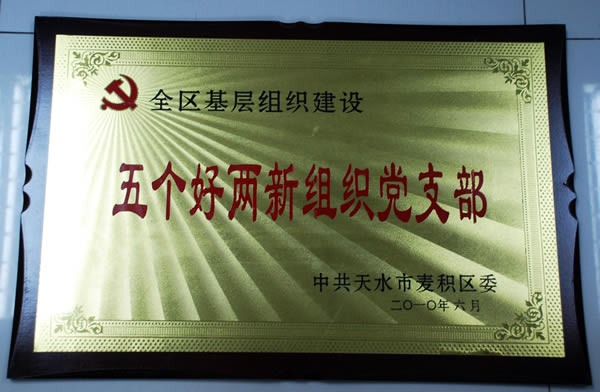 全区基层组织建设
五个好两新组织党支部
中共天水市麦积区委
二〇一〇年六月